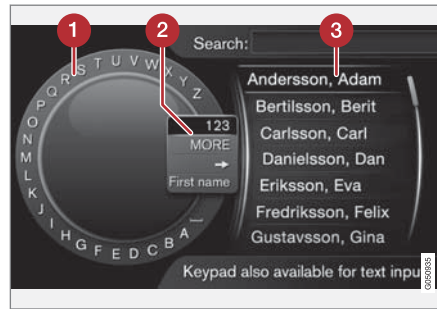 1
2
3
Search:
A B C D E F G H I J K L M N O P Q R S T U V W X Y Z
123
MORE
➞
First name
Andersson, Adam
Bertilsson, Berit
Carlsson, Carl
Danielsson, Dan
Eriksson, Eva
Fredriksson, Felix
Gustavsson, Gina
Keypad also available for text inpu
G050935